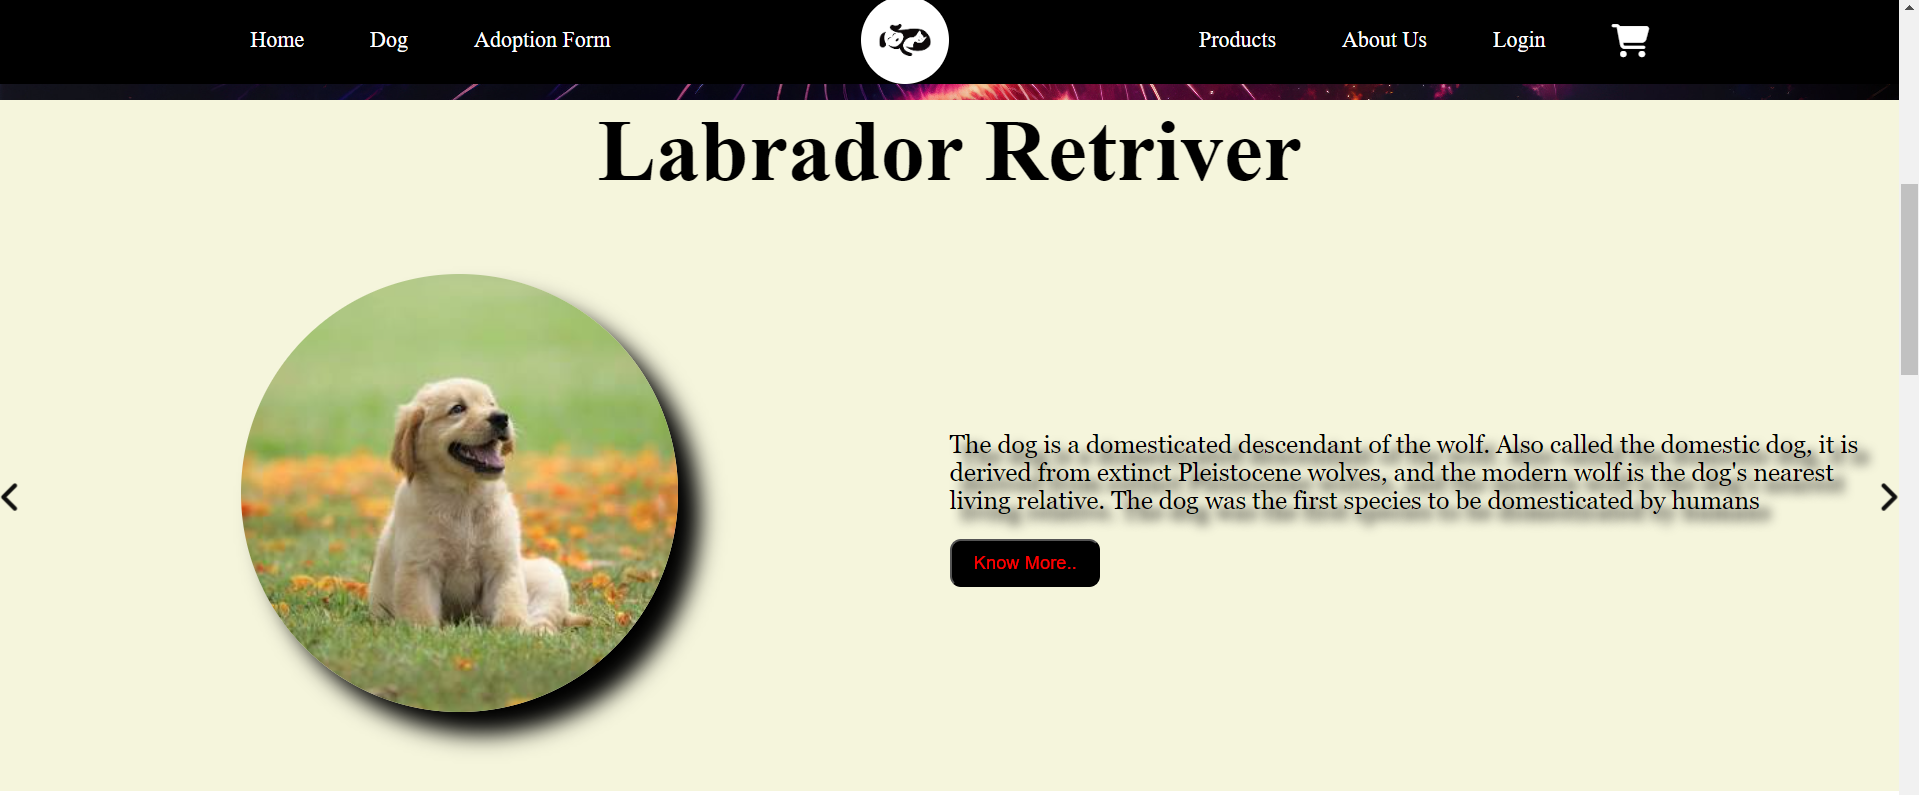 Home Dog Adoption Form Products About Us Login
Labrador Retriver
The dog is a domesticated descendant of the wolf. Also called the domestic dog, it is
derived from extinct Pleistocene wolves, and the modern wolf is the dog's nearest
living relative. The dog was the first species to be domesticated by humans
Know More..